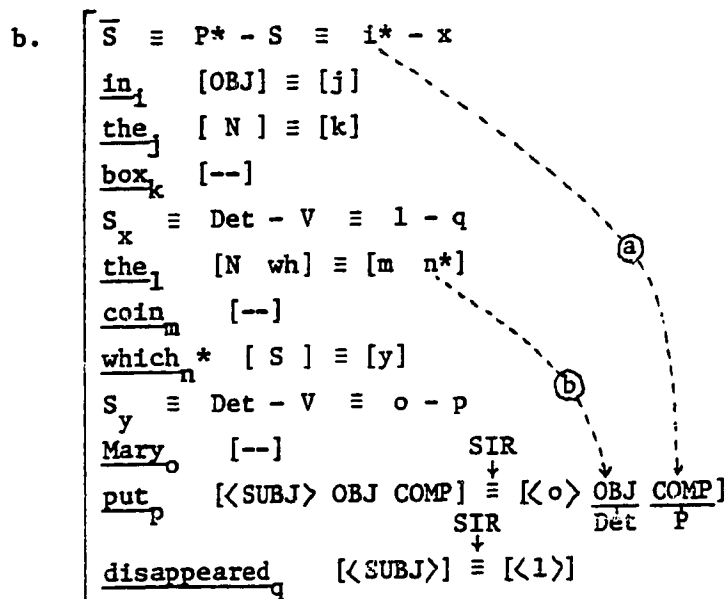 b. S̅ ≡ P* - S ≡ i* - x
in_i [OBJ] ≡ [j]
the_j [ N ] ≡ [k]
box_k [--]
S_x ≡ Det - V ≡ l - q
the_l [N wh] ≡ [m n*]
coin_m [--]
which_n* [ S ] ≡ [y]
S_y ≡ Det - V ≡ o - p
Mary_o [--]
SIR
put_p [<SUBJ> OBJ COMP] ≡ [<o> OBJ COMP]
Det P
SIR
disappeared_q [<SUBJ>] ≡ [<l>]
a
b